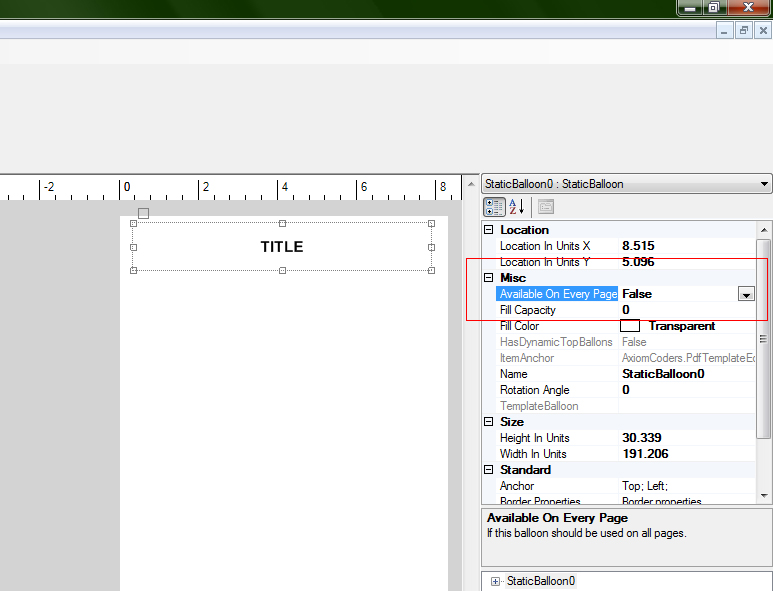 -2 0 2 4 6 8
TITLE
StaticBalloon0 : StaticBalloon
A
Z
Location
Location In Units X 8.515
Location In Units Y 5.096
Misc
Available On Every Page False
Fill Capacity 0
Fill Color Transparent
HasDynamicTopBallons False
ItemAnchor AxiomCoders.PdfTemplateEd
Name StaticBalloon0
Rotation Angle 0
TemplateBalloon
Size
Height In Units 30.339
Width In Units 191.206
Standard
Anchor Top; Left;
Border Properties Border properties
Available On Every Page
If this balloon should be used on all pages.
StaticBalloon0